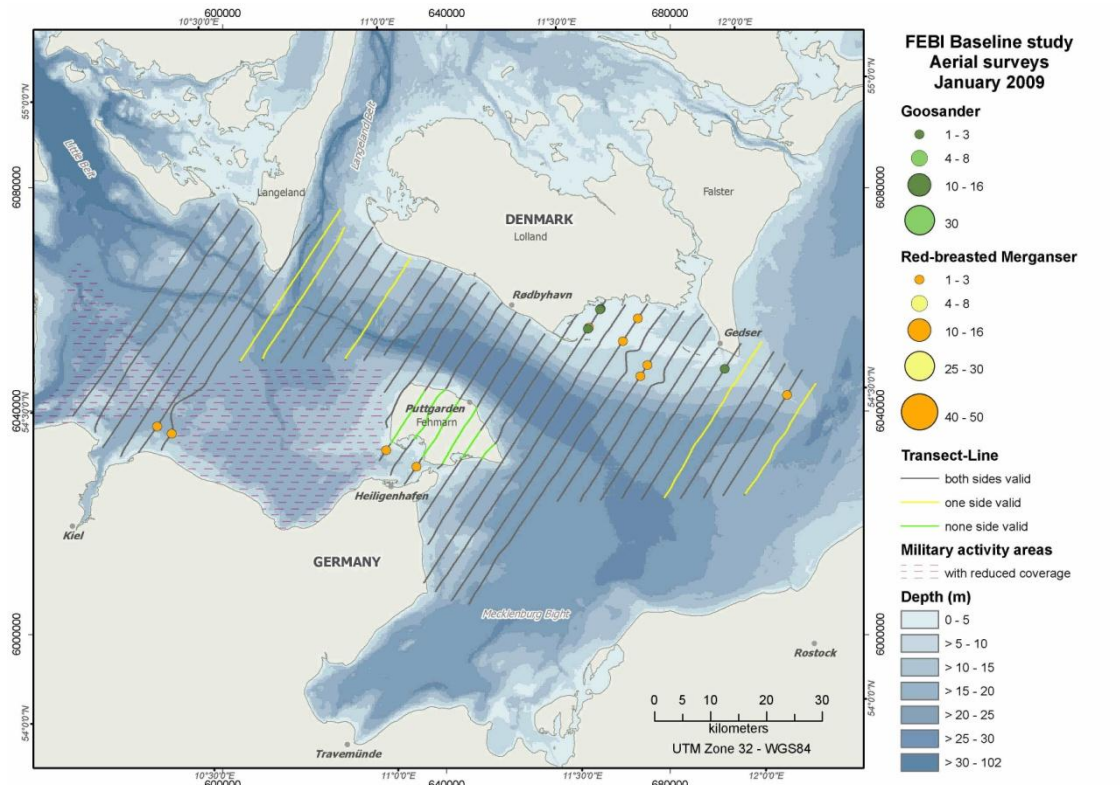 600000
640000
680000
10°30'0"E
11°0'0"E
11°30'0"E
12°0'0"E
55°0'0"N
6080000
54°30'0"N
6040000
6000000
54°0'0"N
55°0'0"N
6080000
54°30'0"N
6040000
6000000
54°0'0"N
Little Belt
Langeland Belt
Langeland
Falster
DENMARK
Lolland
Rødbyhavn
Gedser
Puttgarden
Fehmarn
Heiligenhafen
Kiel
GERMANY
Mecklenburg Bight
Rostock
Travemünde
0 5 10 20 30
kilometers
UTM Zone 32 - WGS84
600000
640000
680000
10°30'0"E
11°0'0"E
11°30'0"E
12°0'0"E
FEBI Baseline study
Aerial surveys
January 2009
Goosander
1 - 3
4 - 8
10 - 16
30
Red-breasted Merganser
1 - 3
4 - 8
10 - 16
25 - 30
40 - 50
Transect-Line
both sides valid
one side valid
none side valid
Military activity areas
with reduced coverage
Depth (m)
0 - 5
> 5 - 10
> 10 - 15
> 15 - 20
> 20 - 25
> 25 - 30
> 30 - 102